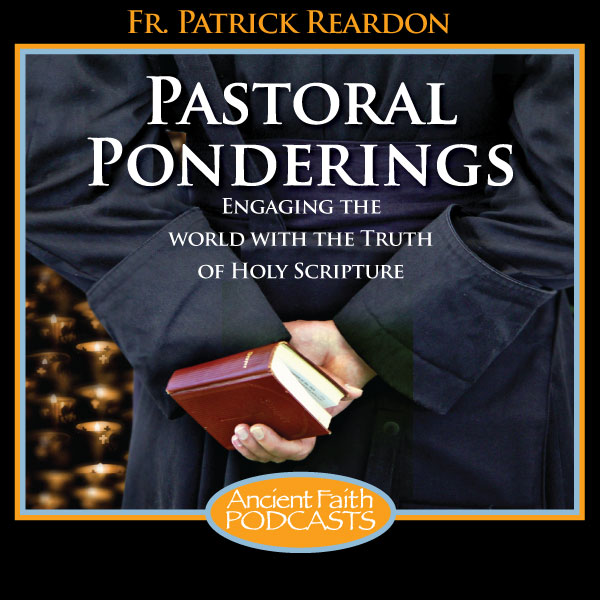 Fr. Patrick Reardon
Pastoral
Ponderings
Engaging the
world with the Truth
of Holy Scripture
Ancient Faith
PODCASTS